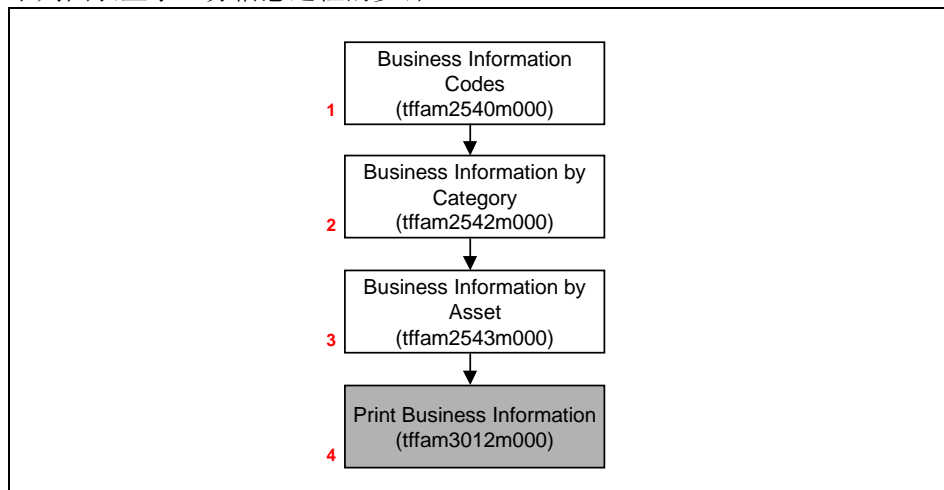 Business Information
Codes
(tffam2540m000)
1
Business Information by
Category
(tffam2542m000)
2
Business Information by
Asset
(tffam2543m000)
3
Print Business Information
(tffam3012m000)
4